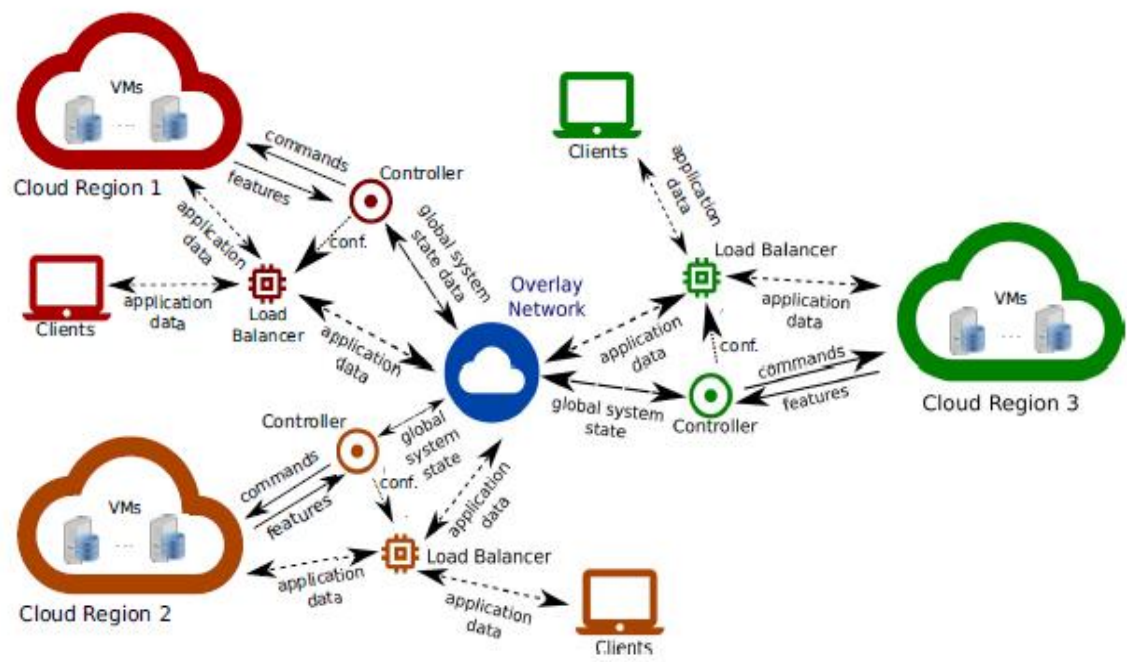 VMs
Cloud Region 1
commands
features
Controller
application
data
conf.
global system
state data
Clients
application
data
Load
Balancer
application
data
Overlay
Network
Clients
application
data
Load Balancer
application
data
application
data
conf.
VMs
commands
features
Cloud Region 3
global system
state
Controller
Controller
global
system
state
commands
features
conf.
VMs
Cloud Region 2
application
data
Load Balancer
application
data
application
data
Clients